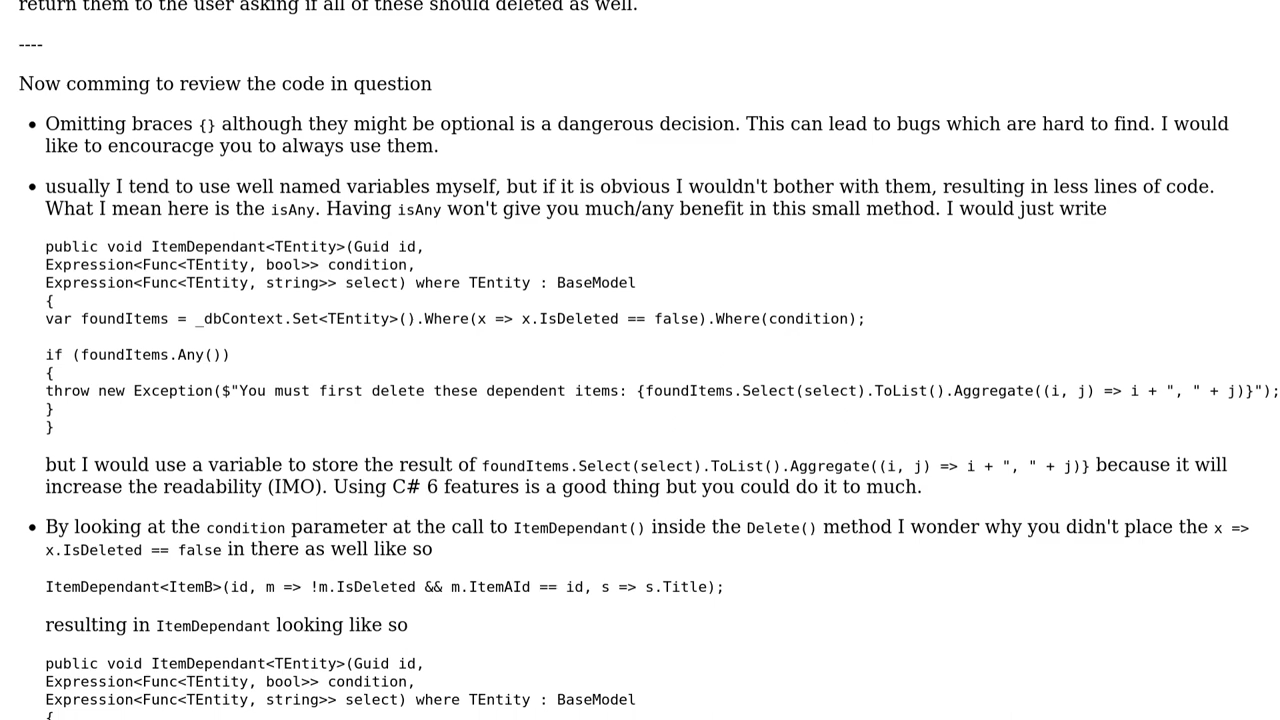 return them to the user asking if all of these should deleted as well.
----
Now comming to review the code in question
Omitting braces {} although they might be optional is a dangerous decision. This can lead to bugs which are hard to find. I would
like to encouracge you to always use them.
usually I tend to use well named variables myself, but if it is obvious I wouldn't bother with them, resulting in less lines of code.
What I mean here is the isAny. Having isAny won't give you much/any benefit in this small method. I would just write
public void ItemDependant<TEntity>(Guid id,
Expression<Func<TEntity, bool>> condition,
Expression<Func<TEntity, string>> select) where TEntity : BaseModel
{
var foundItems = _dbContext.Set<TEntity>().Where(x => x.IsDeleted == false).Where(condition);
if (foundItems.Any())
{
throw new Exception($"You must first delete these dependent items: {foundItems.Select(select).ToList().Aggregate((i, j) => i + ", " + j)}");
}
}
but I would use a variable to store the result of foundItems.Select(select).ToList().Aggregate((i, j) => i + ", " + j)} because it will
increase the readability (IMO). Using C# 6 features is a good thing but you could do it to much.
By looking at the condition parameter at the call to ItemDependant() inside the Delete() method I wonder why you didn't place the x =>
x.IsDeleted == false in there as well like so
ItemDependant<ItemB>(id, m => !m.IsDeleted && m.ItemAId == id, s => s.Title);
resulting in ItemDependant looking like so
public void ItemDependant<TEntity>(Guid id,
Expression<Func<TEntity, bool>> condition,
Expression<Func<TEntity, string>> select) where TEntity : BaseModel
{